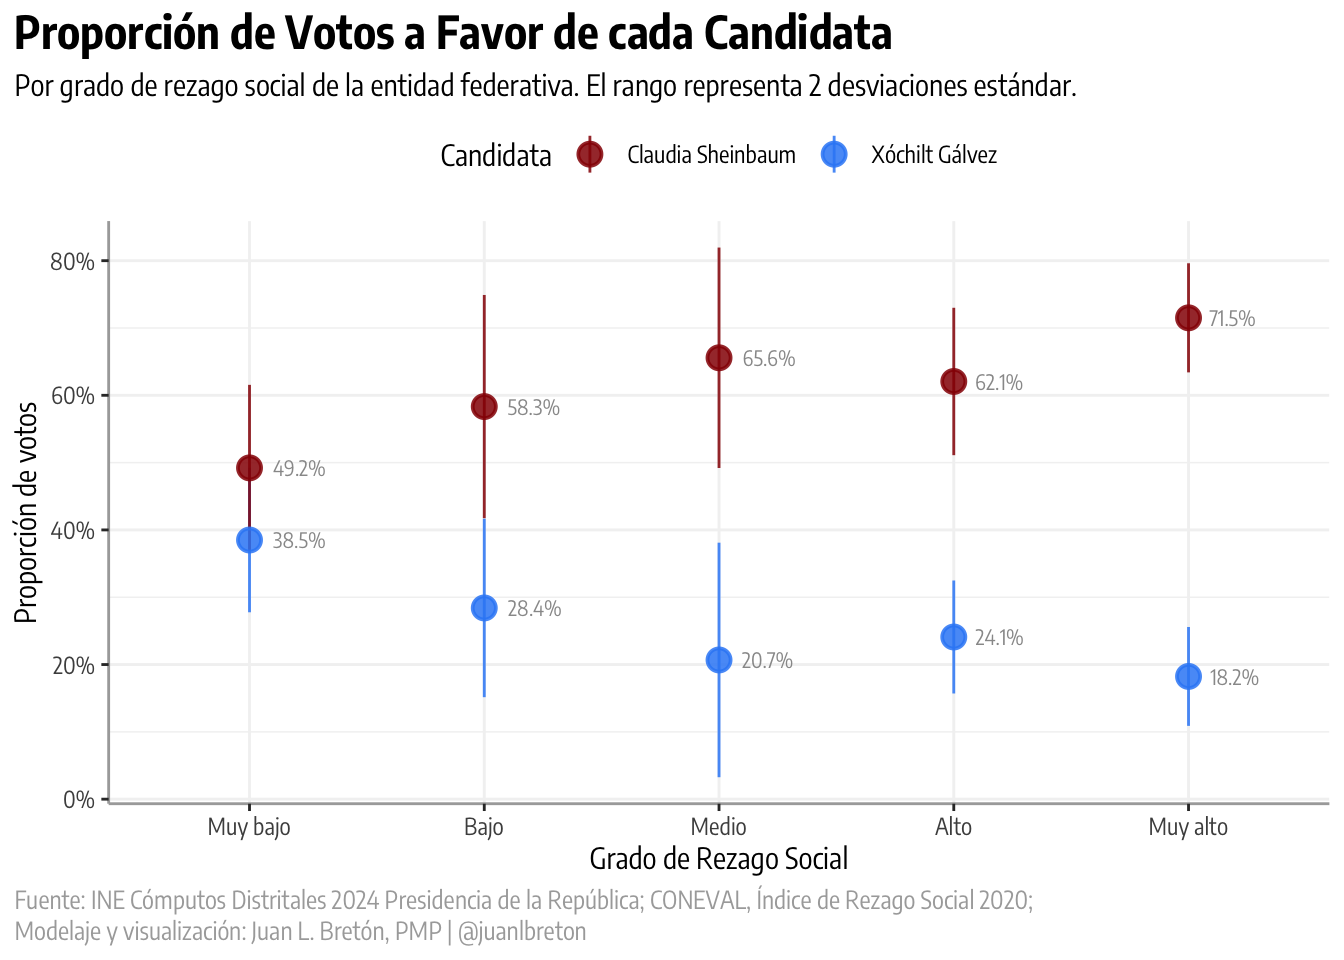 Proporción de Votos a Favor de cada Candidata
Por grado de rezago social de la entidad federativa. El rango representa 2 desviaciones estándar.
Candidata Claudia Sheinbaum Xóchilt Gálvez
Proporción de votos
80%
60%
40%
20%
0%
49.2%
38.5%
58.3%
28.4%
65.6%
20.7%
62.1%
24.1%
71.5%
18.2%
Muy bajo Bajo Medio Alto Muy alto
Grado de Rezago Social
Fuente: INE Cómputos Distritales 2024 Presidencia de la República; CONEVAL, Índice de Rezago Social 2020;
Modelaje y visualización: Juan L. Bretón, PMP | @juanlbreton